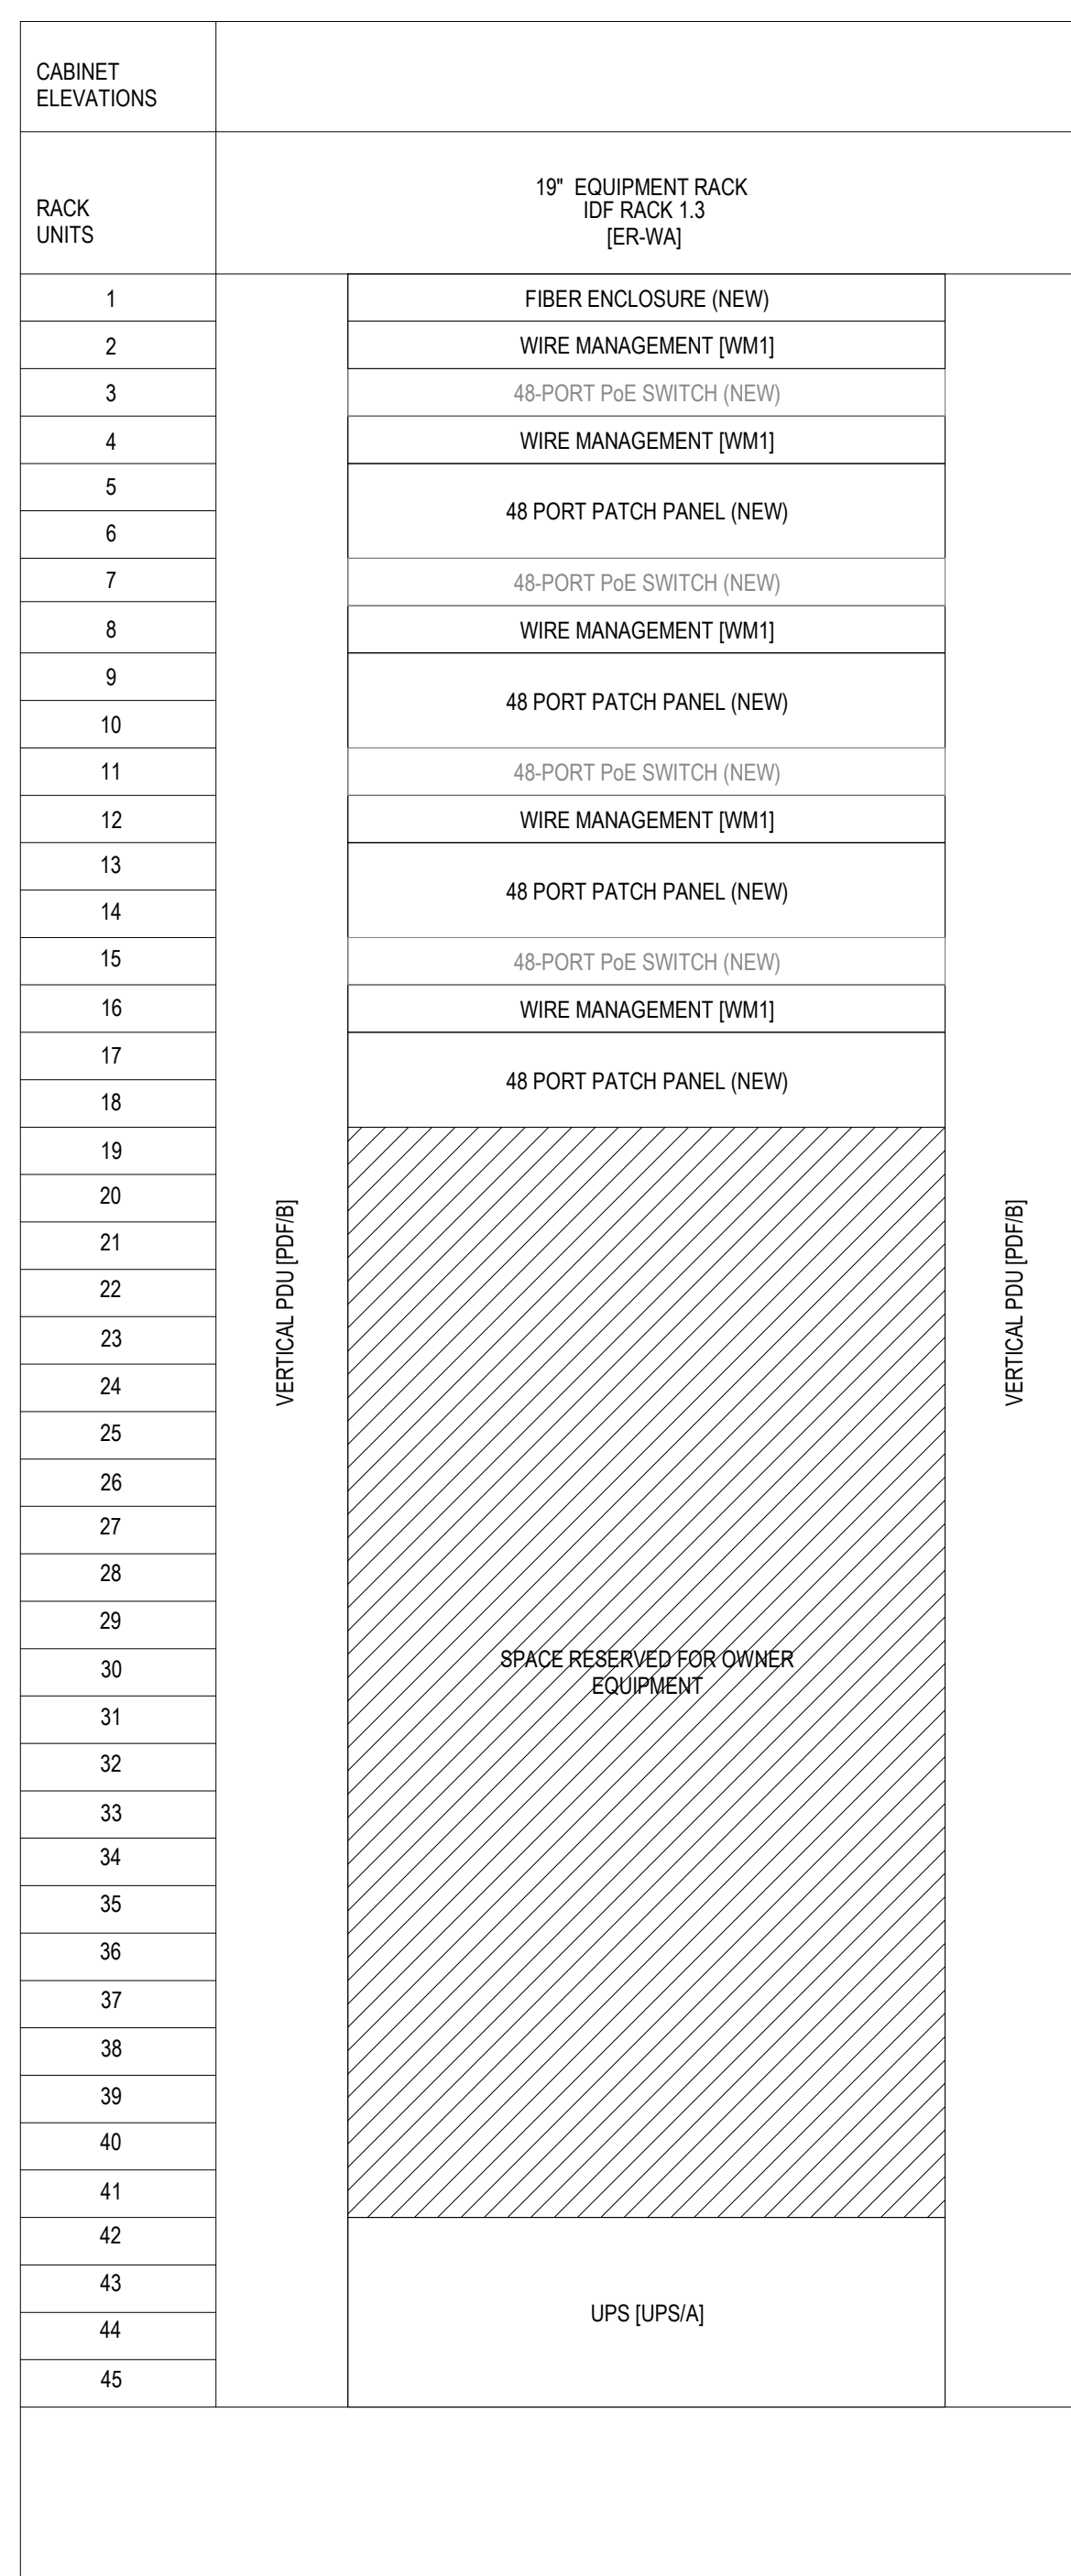 CABINET
ELEVATIONS
RACK
UNITS
19" EQUIPMENT RACK
IDF RACK 1.3
[ER-WA]
1
FIBER ENCLOSURE (NEW)
2
WIRE MANAGEMENT [WM1]
3
48-PORT PoE SWITCH (NEW)
4
WIRE MANAGEMENT [WM1]
5
48 PORT PATCH PANEL (NEW)
6
7
48-PORT PoE SWITCH (NEW)
8
WIRE MANAGEMENT [WM1]
9
48 PORT PATCH PANEL (NEW)
10
11
48-PORT PoE SWITCH (NEW)
12
WIRE MANAGEMENT [WM1]
13
48 PORT PATCH PANEL (NEW)
14
15
48-PORT PoE SWITCH (NEW)
16
WIRE MANAGEMENT [WM1]
17
48 PORT PATCH PANEL (NEW)
18
19
20
21
22
23
24
VERTICAL PDU [PDF/B]
VERTICAL PDU [PDF/B]
25
26
27
28
29
30
SPACE RESERVED FOR OWNER
EQUIPMENT
31
32
33
34
35
36
37
38
39
40
41
42
43
UPS [UPS/A]
44
45